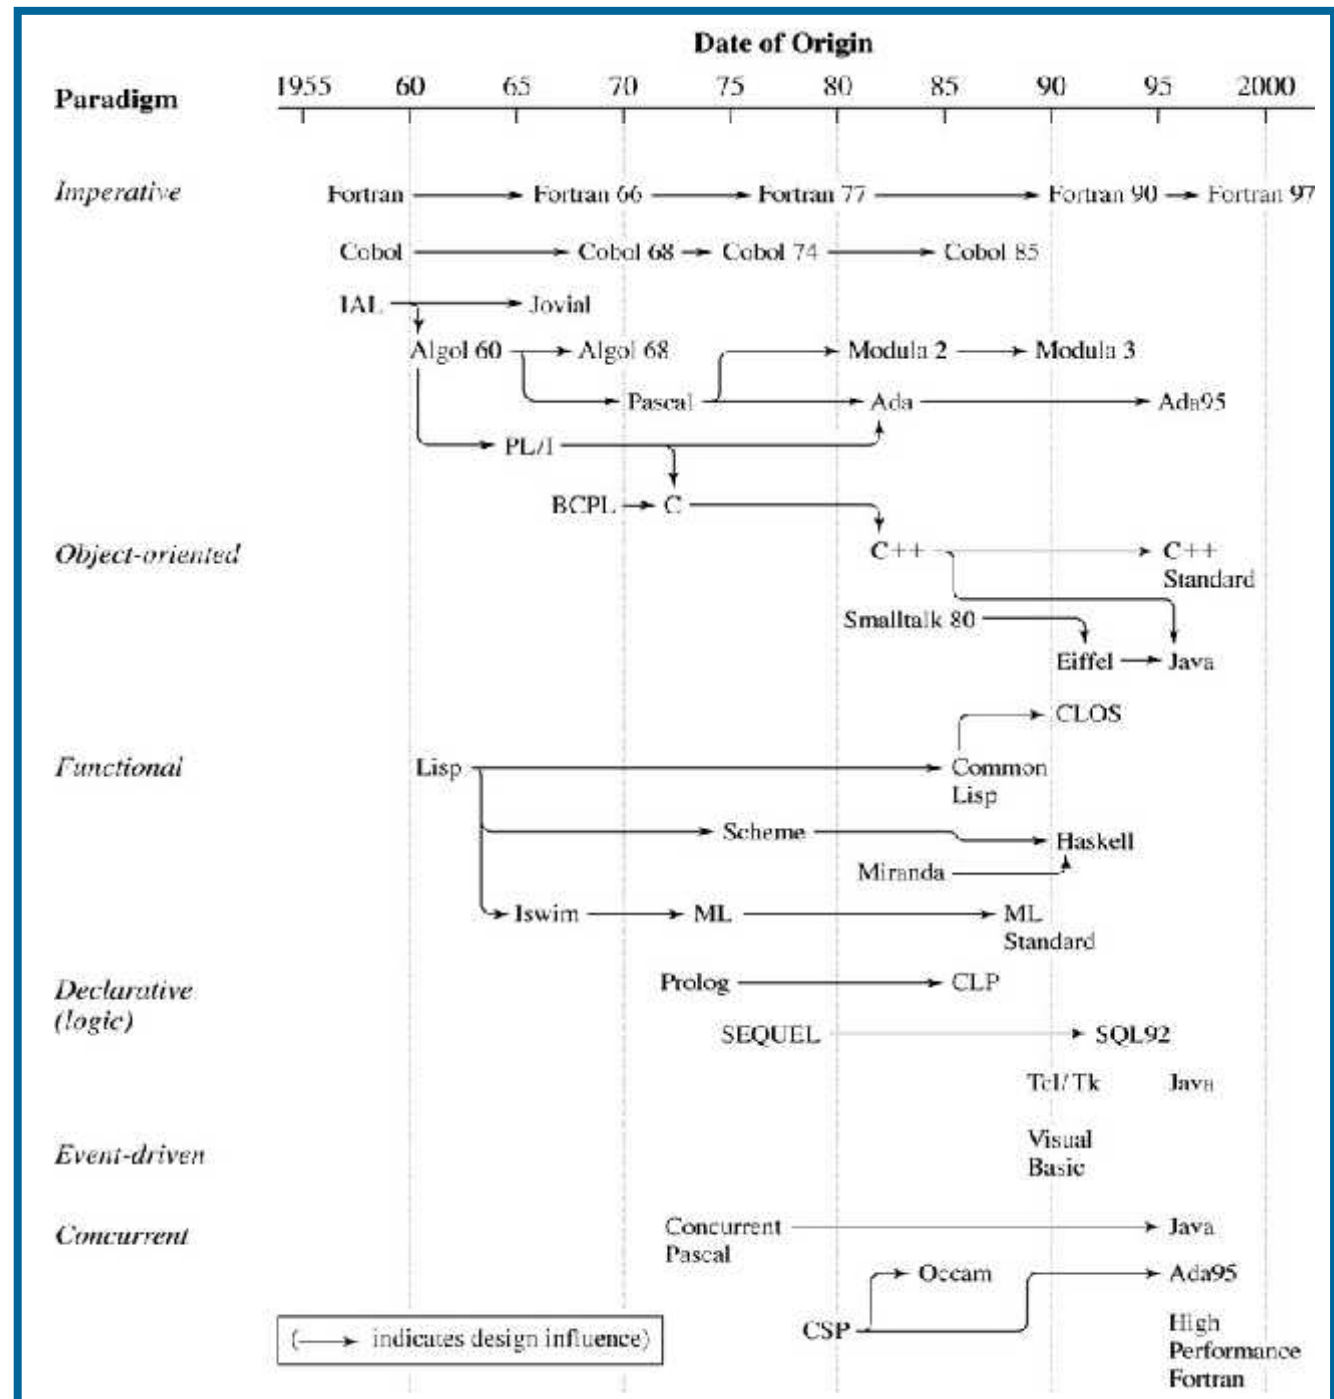 Date of Origin
Paradigm
1955 60 65 70 75 80 85 90 95 2000
Imperative
Fortran Fortran 66 Fortran 77 Fortran 90 Fortran 97
Cobol Cobol 68 Cobol 74 Cobol 85
IAL Jovial
Algol 60 Algol 68 Modula 2 Modula 3
Pascal Ada Ada95
PL/I
BCPL C
Object-oriented
C++ C++
Standard
Smalltalk 80
Eiffel Java
CLOS
Functional
Lisp Common
Lisp
Scheme Haskell
Miranda
Iswim ML ML
Standard
Declarative
(logic)
Prolog CLP
SEQUEL SQL92
Tcl/Tk Java
Event-driven
Visual
Basic
Concurrent
Concurrent Java
Pascal
Occam Ada95
CSP
High
Performance
Fortran
( indicates design influence)